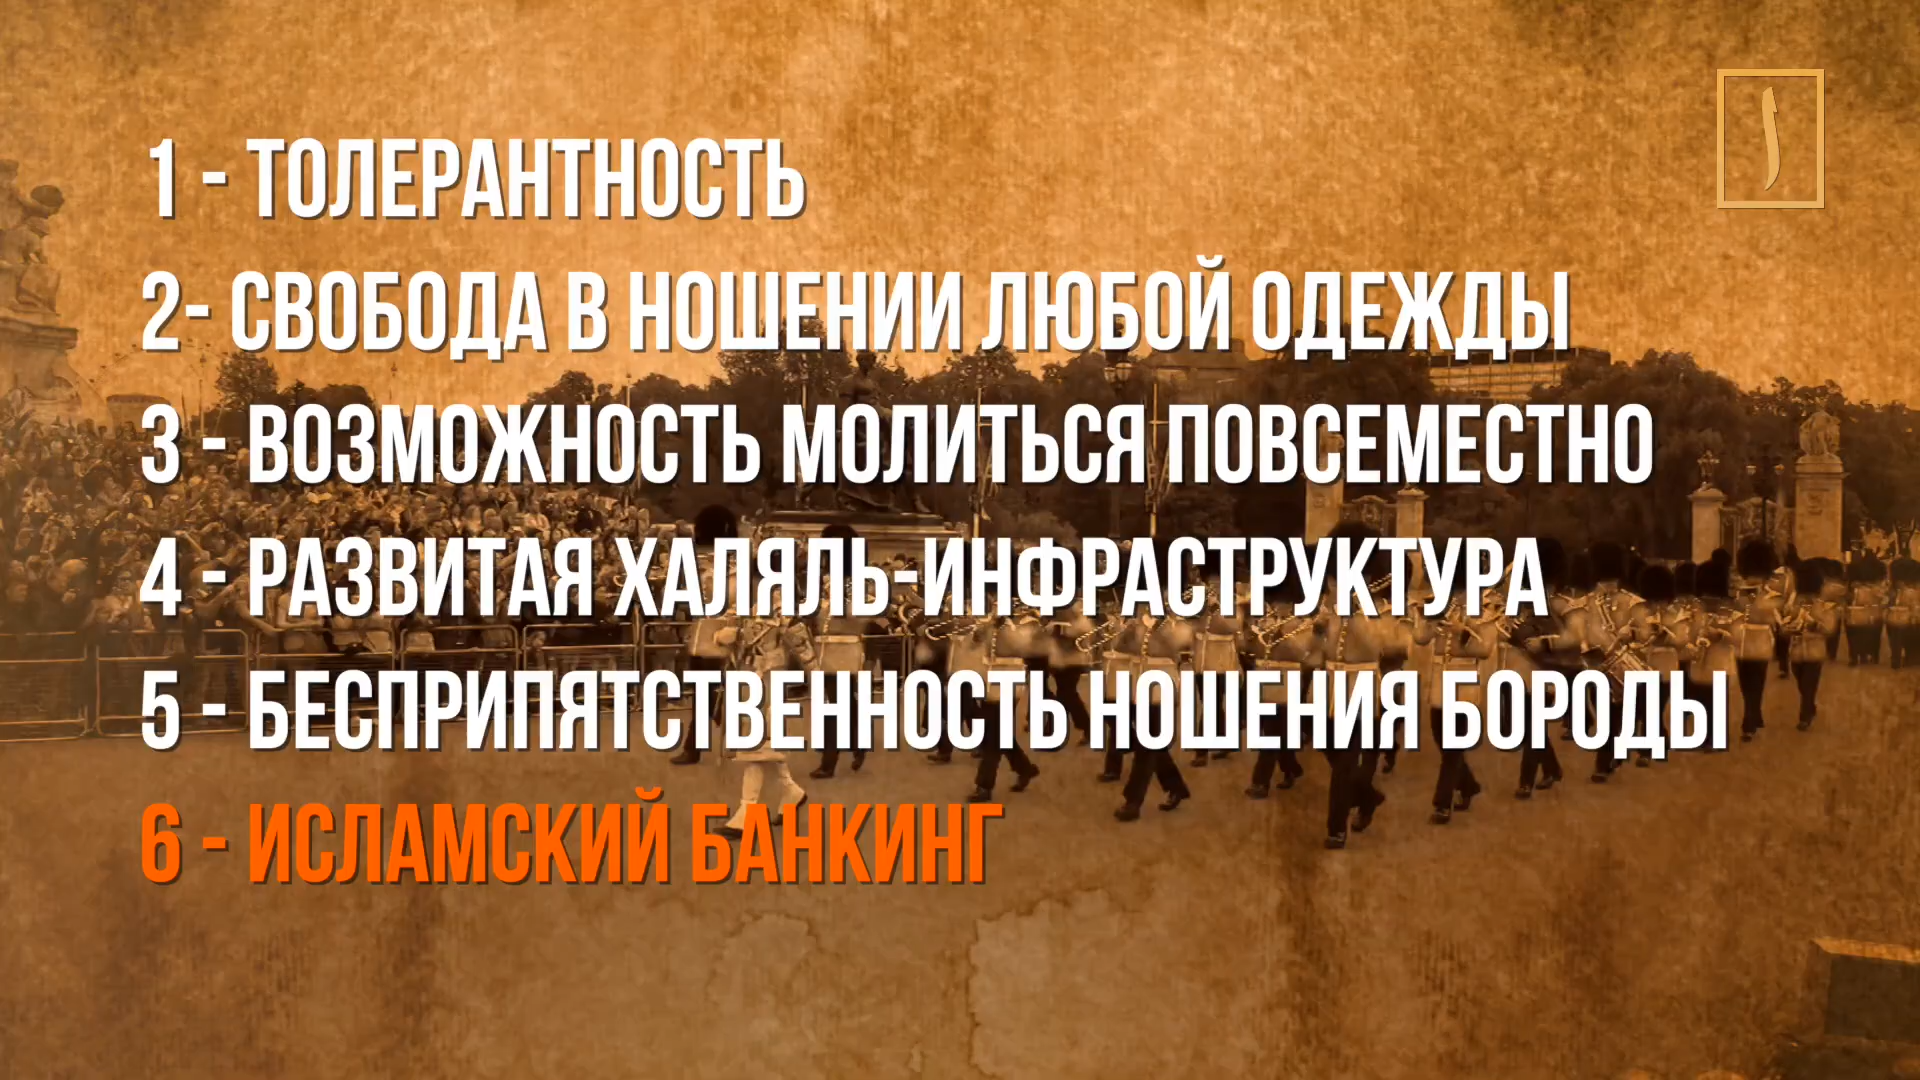 1 - ТОЛЕРАНТНОСТЬ
2- СВОБОДА В НОШЕНИИ ЛЮБОЙ ОДЕЖДЫ
3 - ВОЗМОЖНОСТЬ МОЛИТЬСЯ ПОВСЕМЕСТНО
4 - РАЗВИТАЯ ХАЛЯЛЬ-ИНФРАСТРУКТУРА
5 - БЕСПРИПЯТСТВЕННОСТЬ НОШЕНИЯ БОРОДЫ
6 - ИСЛАМСКИЙ БАНКИНГ